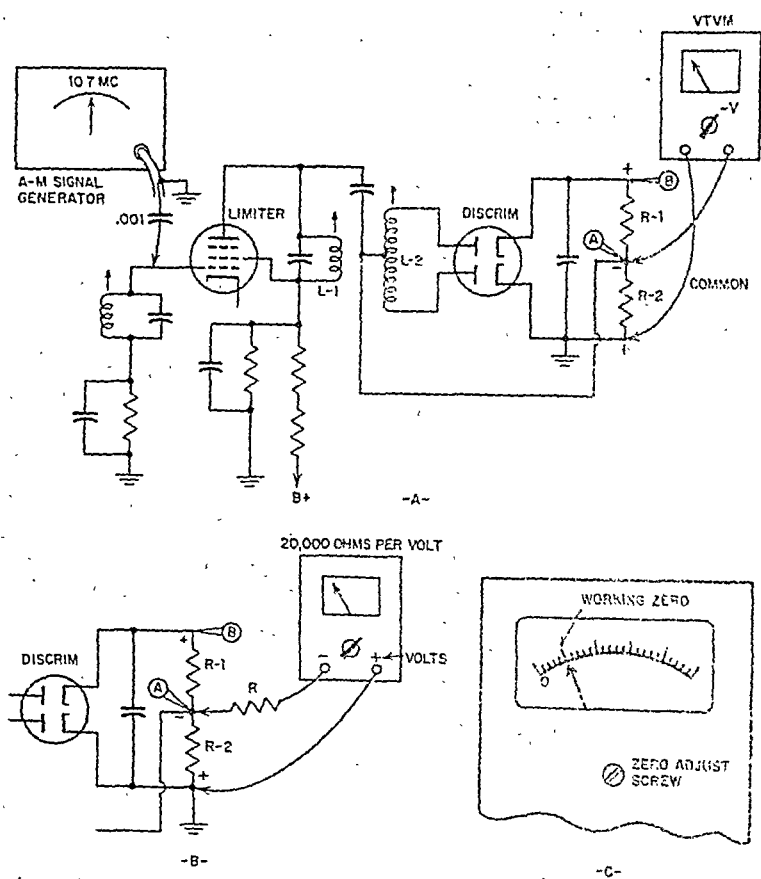 VTVM
10.7 MC
-V
A-M SIGNAL
GENERATOR
.001
LIMITER
DISCRIM
+
B
R-1
A
L-2
L-1
R-2
COMMON
+
B+
-A-
20,000 OHMS PER VOLT
WORKING ZERO
B
+
DISCRIM
R-1
- + VOLTS
A
R
0
R-2
+
ZERO ADJUST
SCREW
-B-
-C-